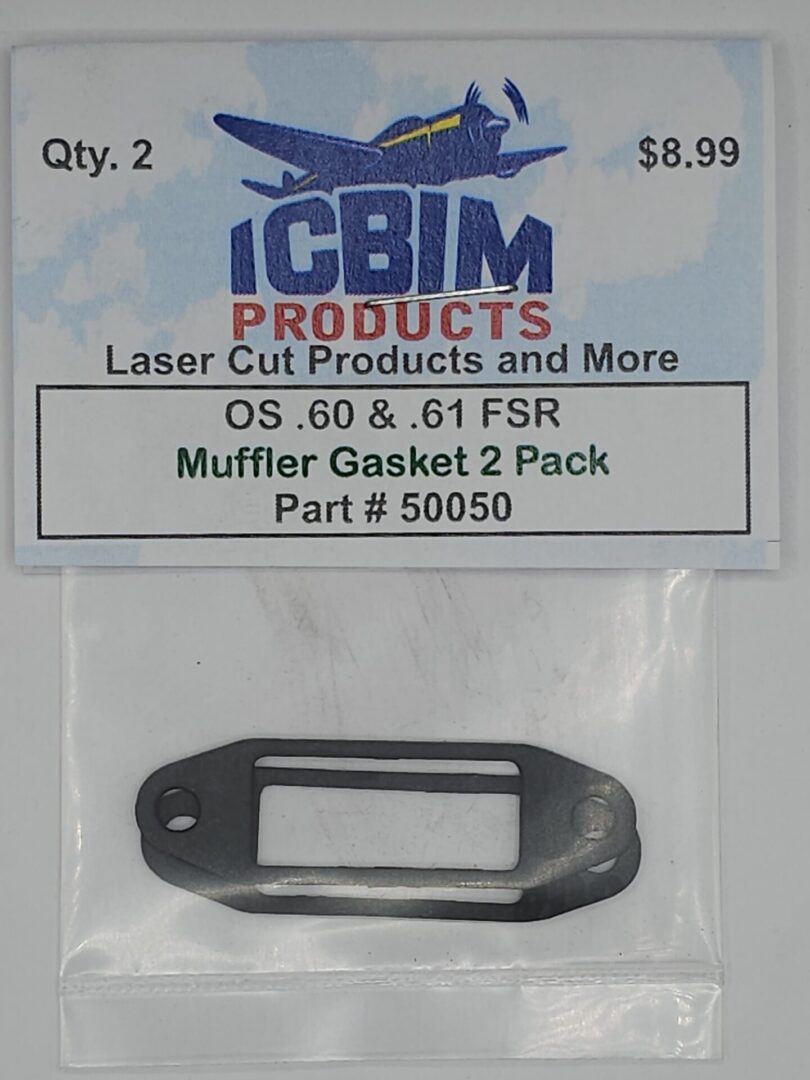 Qty. 2
$8.99
ICBIM
PRODUCTS
Laser Cut Products and More
OS .60 & .61 FSR
Muffler Gasket 2 Pack
Part # 50050